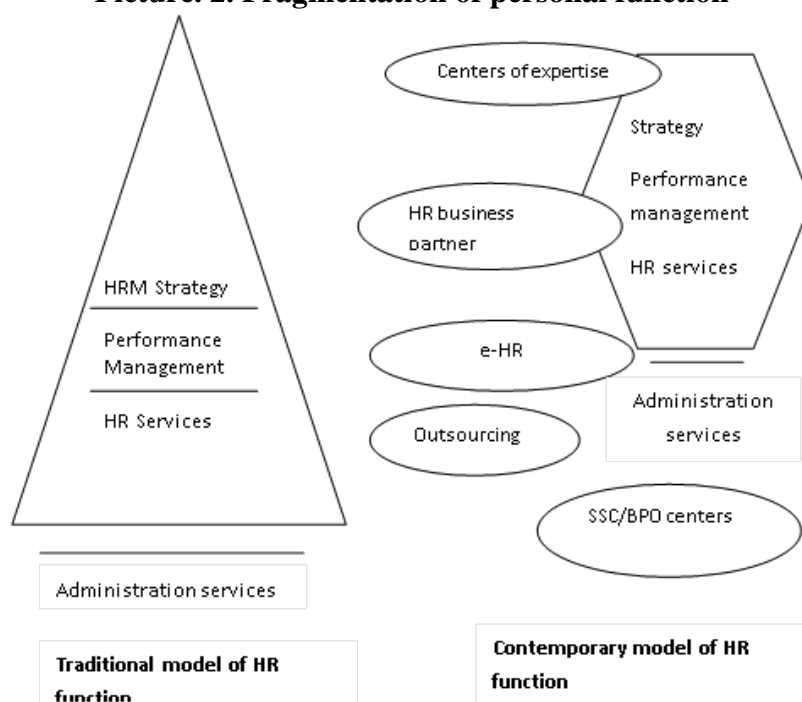 Picture. 2. Fragmentation of personal function
HRM Strategy
Performance
Management
HR Services
Administration services
Traditional model of HR
function
Centers of expertise
HR business
partner
e-HR
Outsourcing
Strategy
Performance
management
HR services
Administration
services
SSC/BPO centers
Contemporary model of HR
function